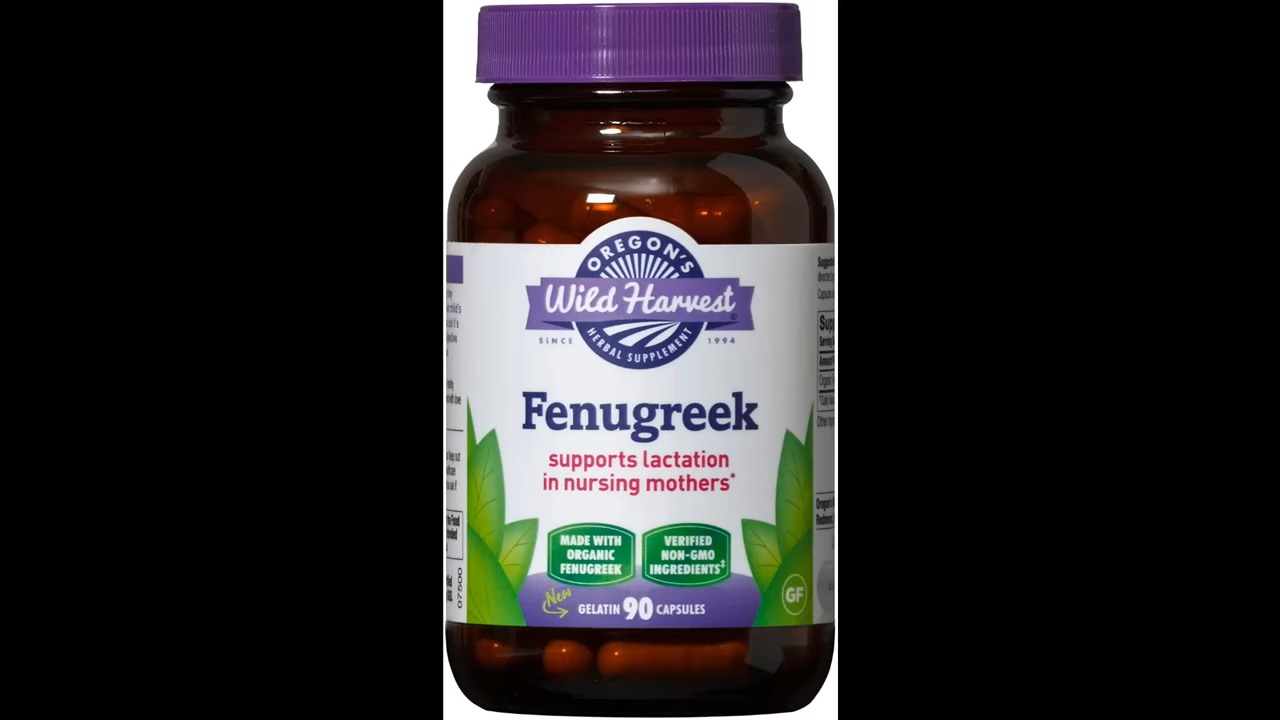 OREGON'S
Wild Harvest
HERBAL SUPPLEMENT
SINCE 1994
Fenugreek
supports lactation
in nursing mothers*
MADE WITH
ORGANIC
FENUGREEK
VERIFIED
NON-GMO
INGREDIENTS‡
New
GELATIN 90 CAPSULES
GF
07500